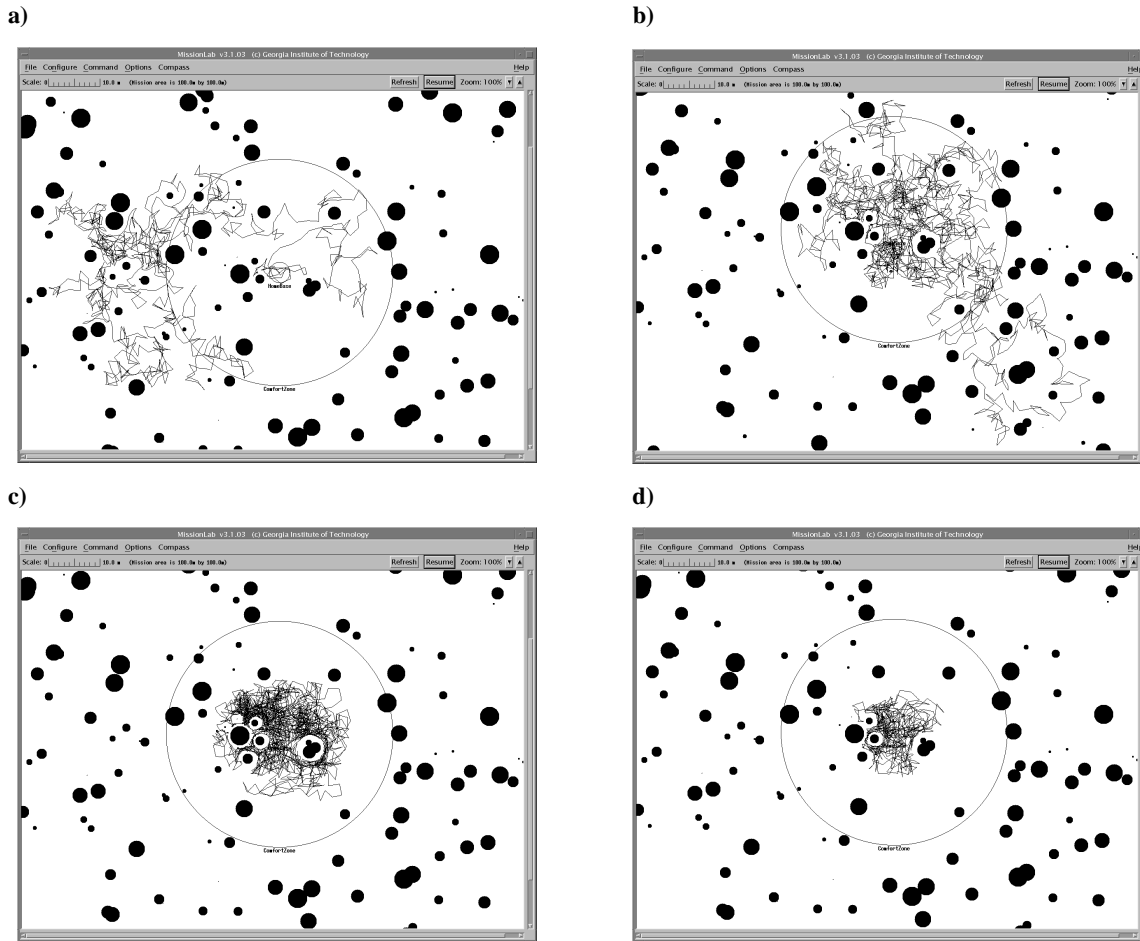 a)
b)
MissionLab v3.1.03 (c) Georgia Institute of Technology
File Configure Command Options Compass Help
Scale: 0 10.0 m (Mission area is 100.0m by 100.0m) Refresh Resume Zoom: 100%
HomeBase
ComfortZone
MissionLab v3.1.03 (c) Georgia Institute of Technology
File Configure Command Options Compass Help
Scale: 0 10.0 m (Mission area is 100.0m by 100.0m) Refresh Resume Zoom: 100%
ComfortZone
c)
d)
MissionLab v3.1.03 (c) Georgia Institute of Technology
File Configure Command Options Compass Help
Scale: 0 10.0 m (Mission area is 100.0m by 100.0m) Refresh Resume Zoom: 100%
ComfortZone
MissionLab v3.1.03 (c) Georgia Institute of Technology
File Configure Command Options Compass Help
Scale: 0 10.0 m (Mission area is 100.0m by 100.0m) Refresh Resume Zoom: 100%
ComfortZone